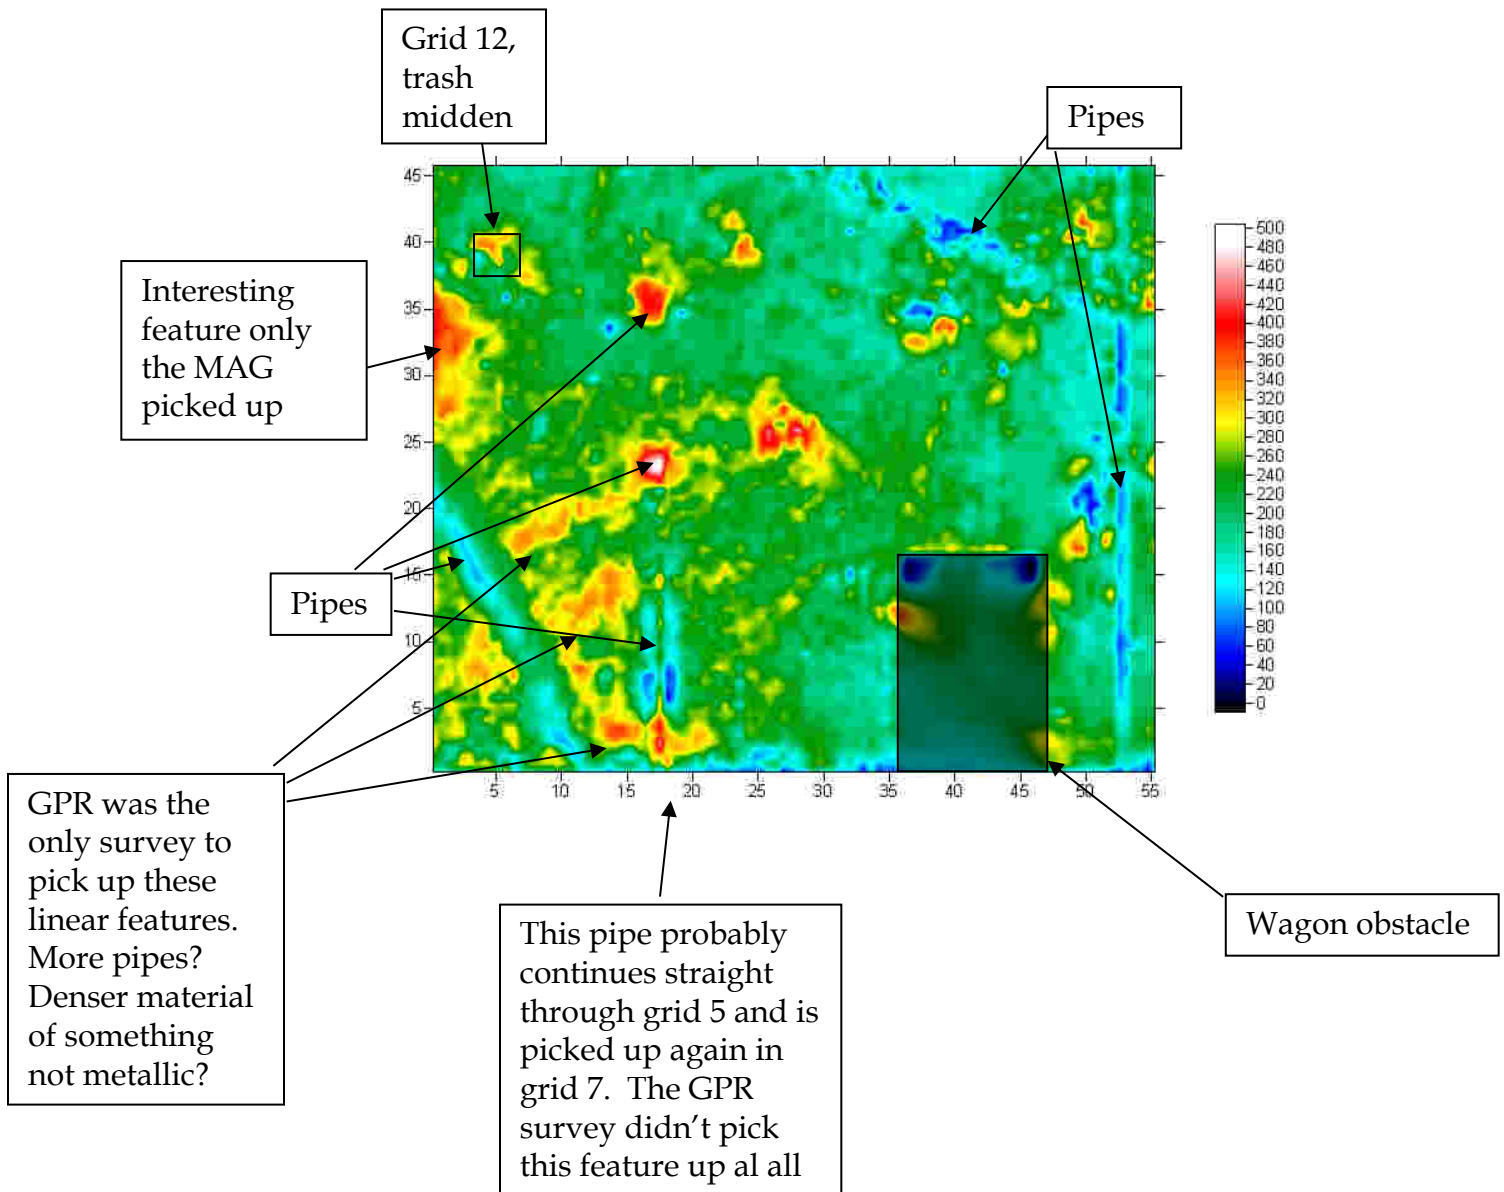 Grid 12,
trash
midden
Pipes
Interesting
feature only
the MAG
picked up
Pipes
GPR was the
only survey to
pick up these
linear features.
More pipes?
Denser material
of something
not metallic?
This pipe probably
continues straight
through grid 5 and is
picked up again in
grid 7. The GPR
survey didn't pick
this feature up al all
Wagon obstacle
45
40
35
30
25
20
15
10
5
5 10 15 20 25 30 35 40 45 50 55
500
480
460
440
420
400
380
360
340
320
300
280
260
240
220
200
180
160
140
120
100
80
60
40
20
0